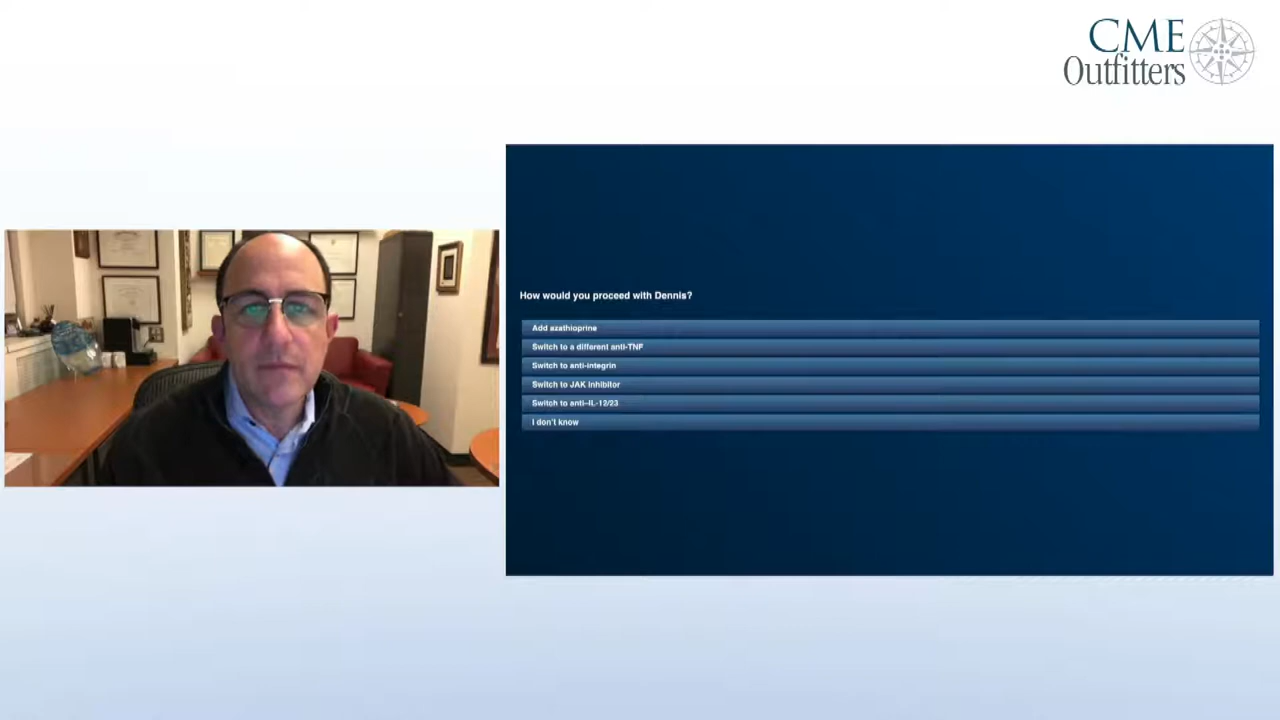 CME
Outfitters
How would you proceed with Dennis?
Add azathioprine
Switch to a different anti-TNF
Switch to anti-integrin
Switch to JAK inhibitor
Switch to anti–IL-12/23
I don't know